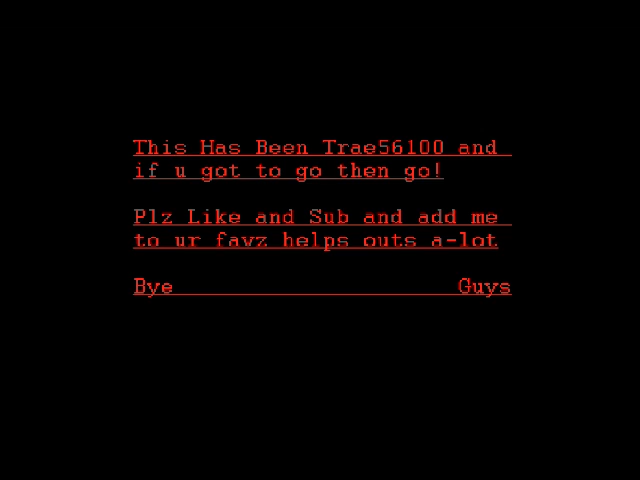 This Has Been Trae56100 and
if u got to go then go!
Plz Like and Sub and add me
to ur favz helps outs a-lot
Bye Guys